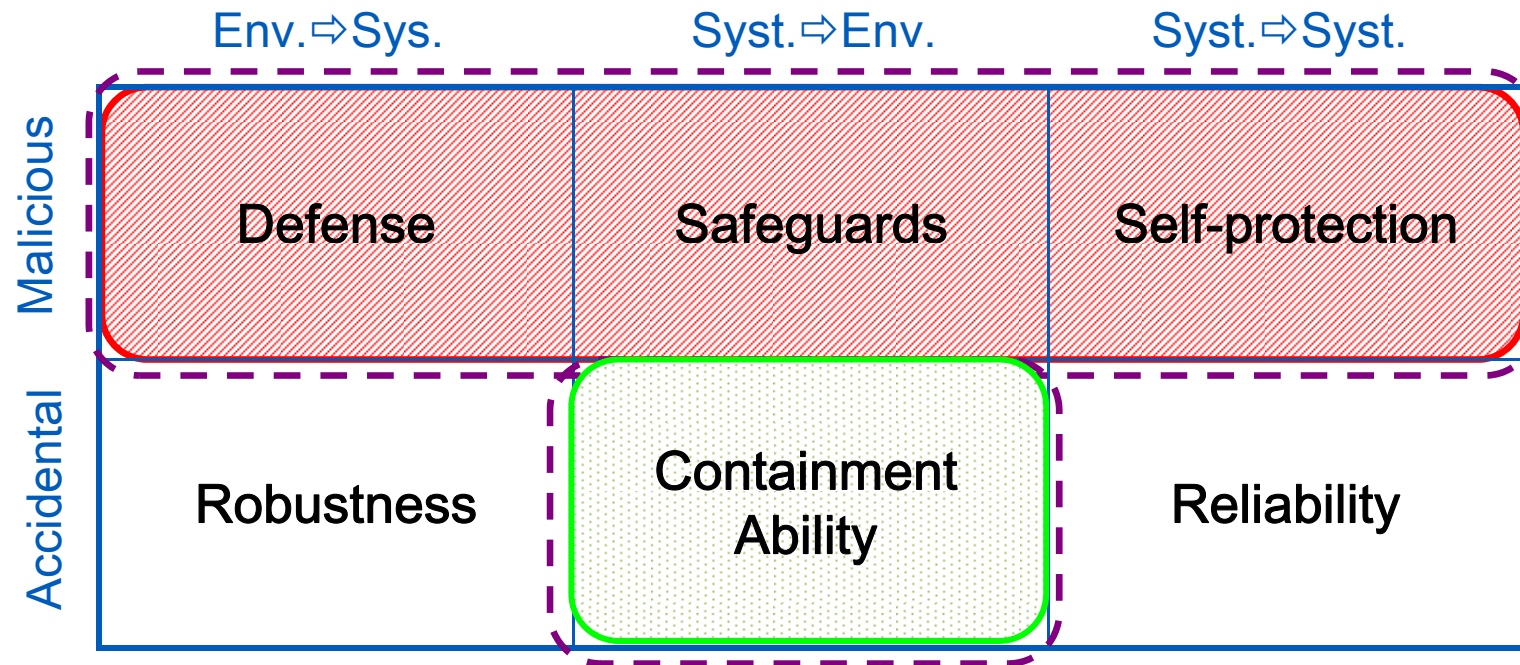 Env.⇨Sys.
Syst.⇨Env.
Syst.⇨Syst.
Malicious
Defense
Safeguards
Self-protection
Accidental
Robustness
Containment
Ability
Reliability